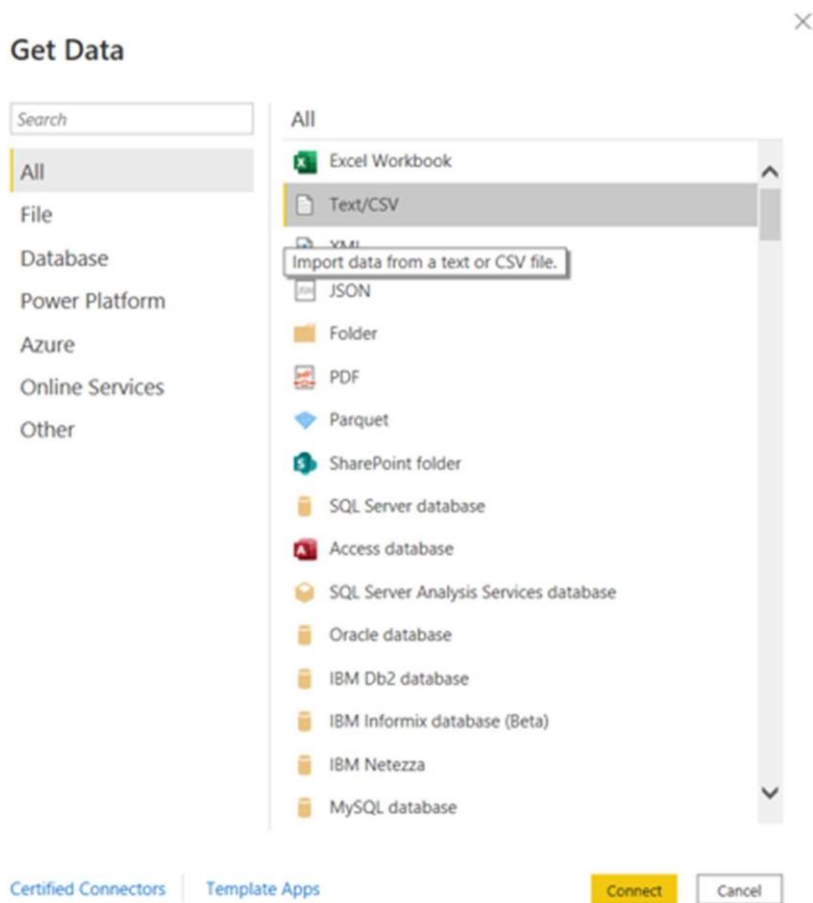 Get Data
Search
All
File
Database
Power Platform
Azure
Online Services
Other
All
Excel Workbook
Text/CSV
Import data from a text or CSV file.
JSON
Folder
PDF
Parquet
SharePoint folder
SQL Server database
Access database
SQL Server Analysis Services database
Oracle database
IBM Db2 database
IBM Informix database (Beta)
IBM Netezza
MySQL database
Certified Connectors
Template Apps
Connect
Cancel